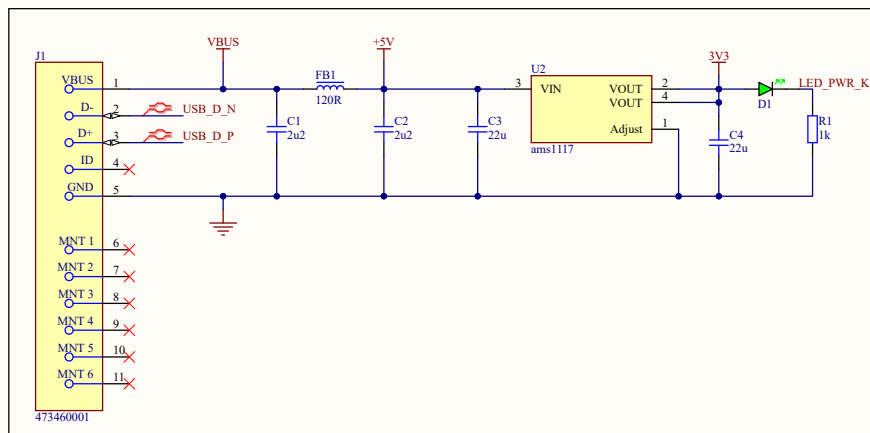 VBUS
+5V
3V3
J1
VBUS 1
D- 2 USB_D_N
D+ 3 USB_D_P
ID 4
GND 5
MNT 1 6
MNT 2 7
MNT 3 8
MNT 4 9
MNT 5 10
MNT 6 11
473460001
FB1
120R
C1
2u2
C2
2u2
C3
22u
U2
3 VIN
VOUT 2
VOUT 4
Adjust 1
ams1117
C4
22u
D1
LED_PWR_K
R1
1k